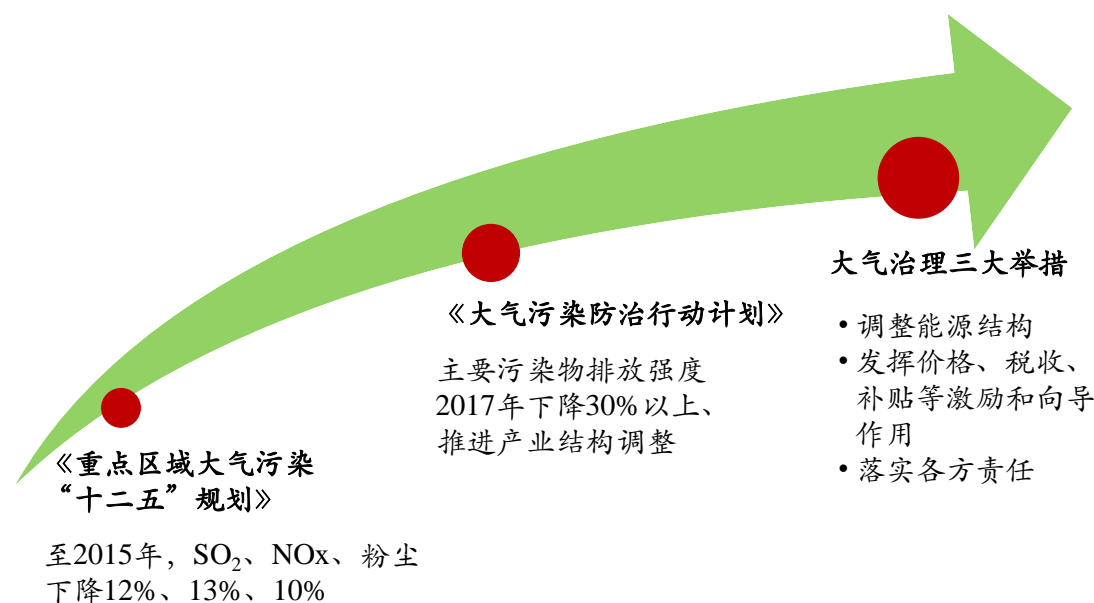 《重点区域大气污染
“十二五”规划》
至2015年，SO₂、NOx、粉尘
下降12%、13%、10%
《大气污染防治行动计划》
主要污染物排放强度
2017年下降30%以上、
推进产业结构调整
大气治理三大举措
• 调整能源结构
• 发挥价格、税收、
补贴等激励和向导
作用
• 落实各方责任